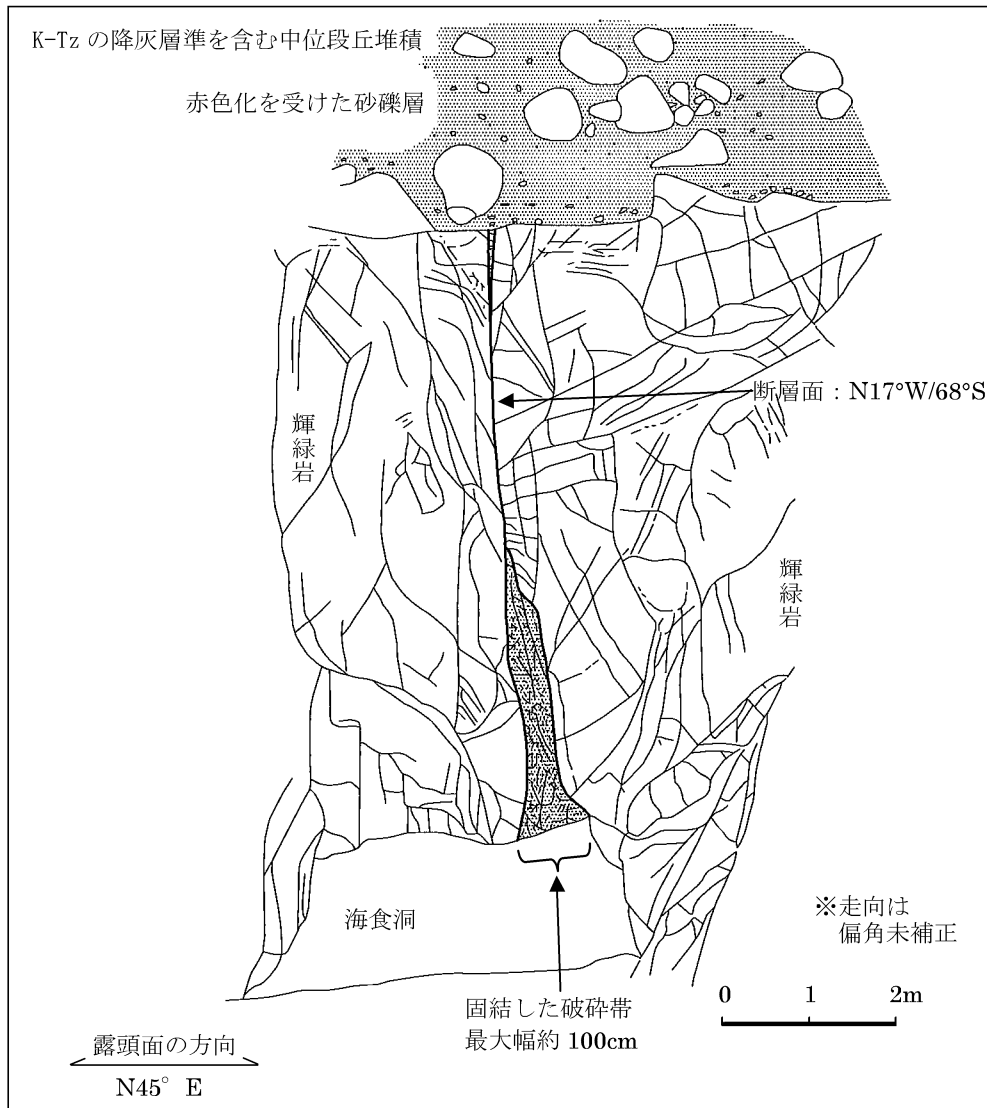 K-Tz の降灰層準を含む中位段丘堆積
赤色化を受けた砂礫層
断層面：N17°W/68°S
輝緑岩
輝緑岩
海食洞
※走向は
偏角未補正
固結した破砕帯
最大幅約 100cm
0 1 2m
露頭面の方向
N45° E